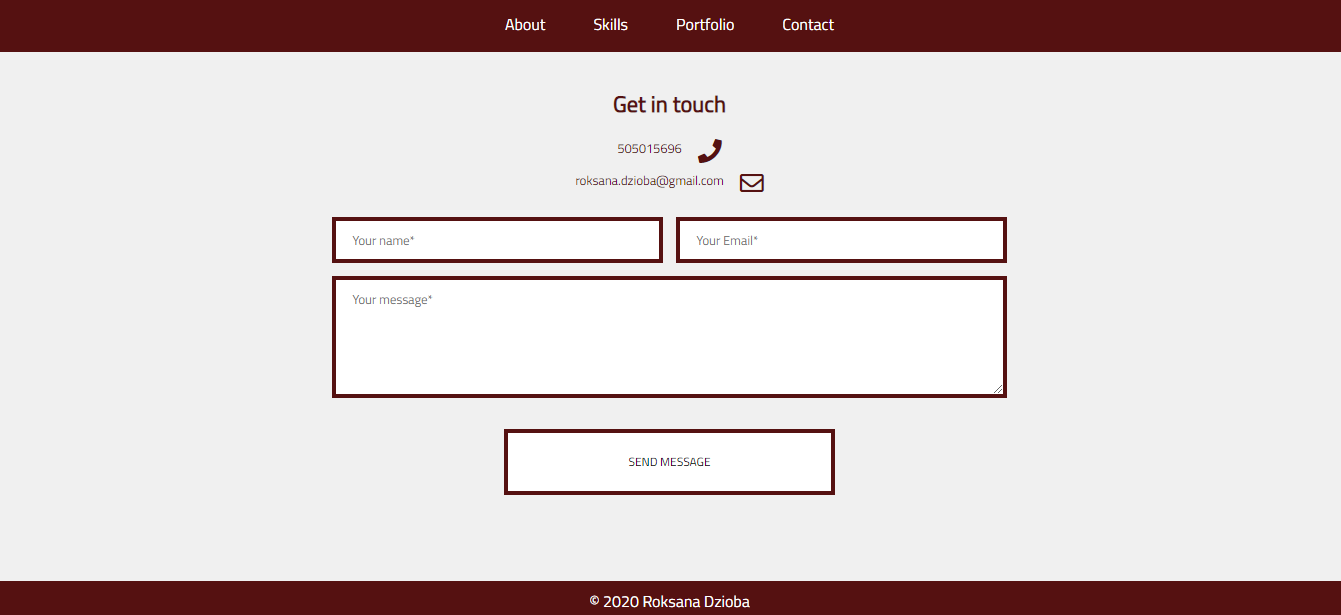 About Skills Portfolio Contact
Get in touch
505015696
roksana.dzioba@gmail.com
Your name* Your Email*
Your message*
SEND MESSAGE
© 2020 Roksana Dzioba